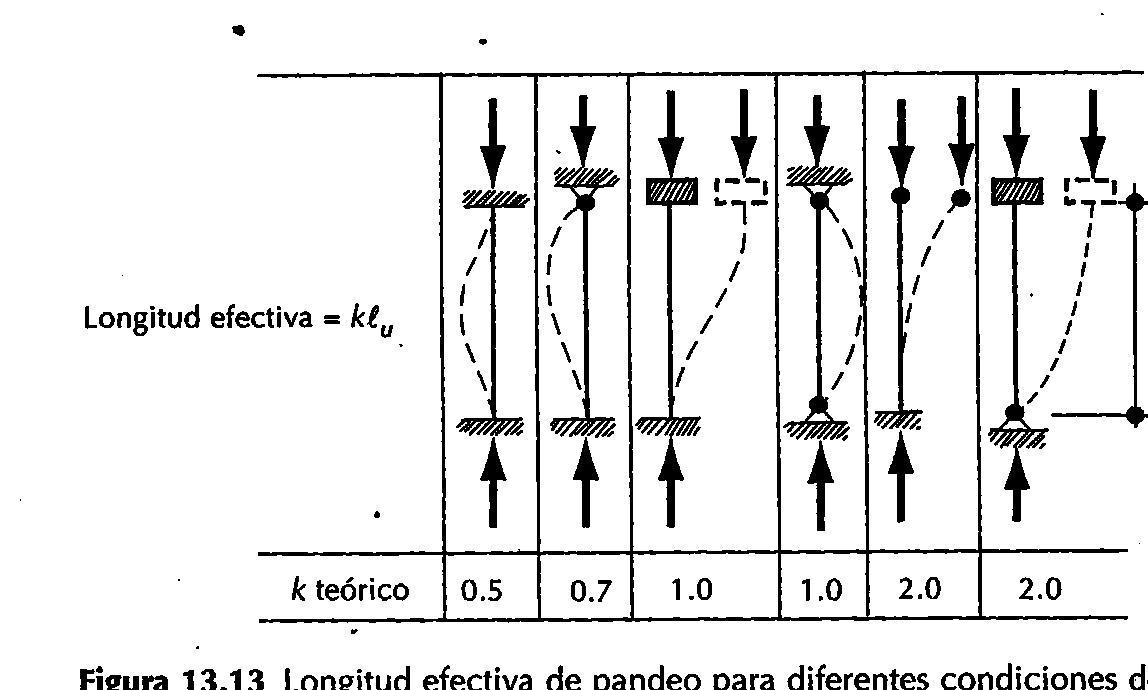 Longitud efectiva = kℓu
k teórico 0.5 0.7 1.0 1.0 2.0 2.0
Figura 13.13 Longitud efectiva de pandeo para diferentes condiciones